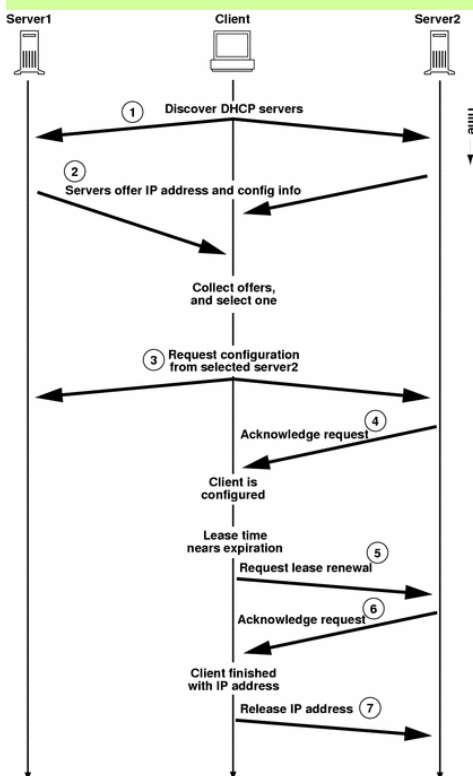 Server1
Client
Server2
Time
1
Discover DHCP servers
2
Servers offer IP address and config info
Collect offers,
and select one
3
Request configuration
from selected server2
4
Acknowledge request
Client is
configured
Lease time
nears expiration
5
Request lease renewal
6
Acknowledge request
Client finished
with IP address
Release IP address
7